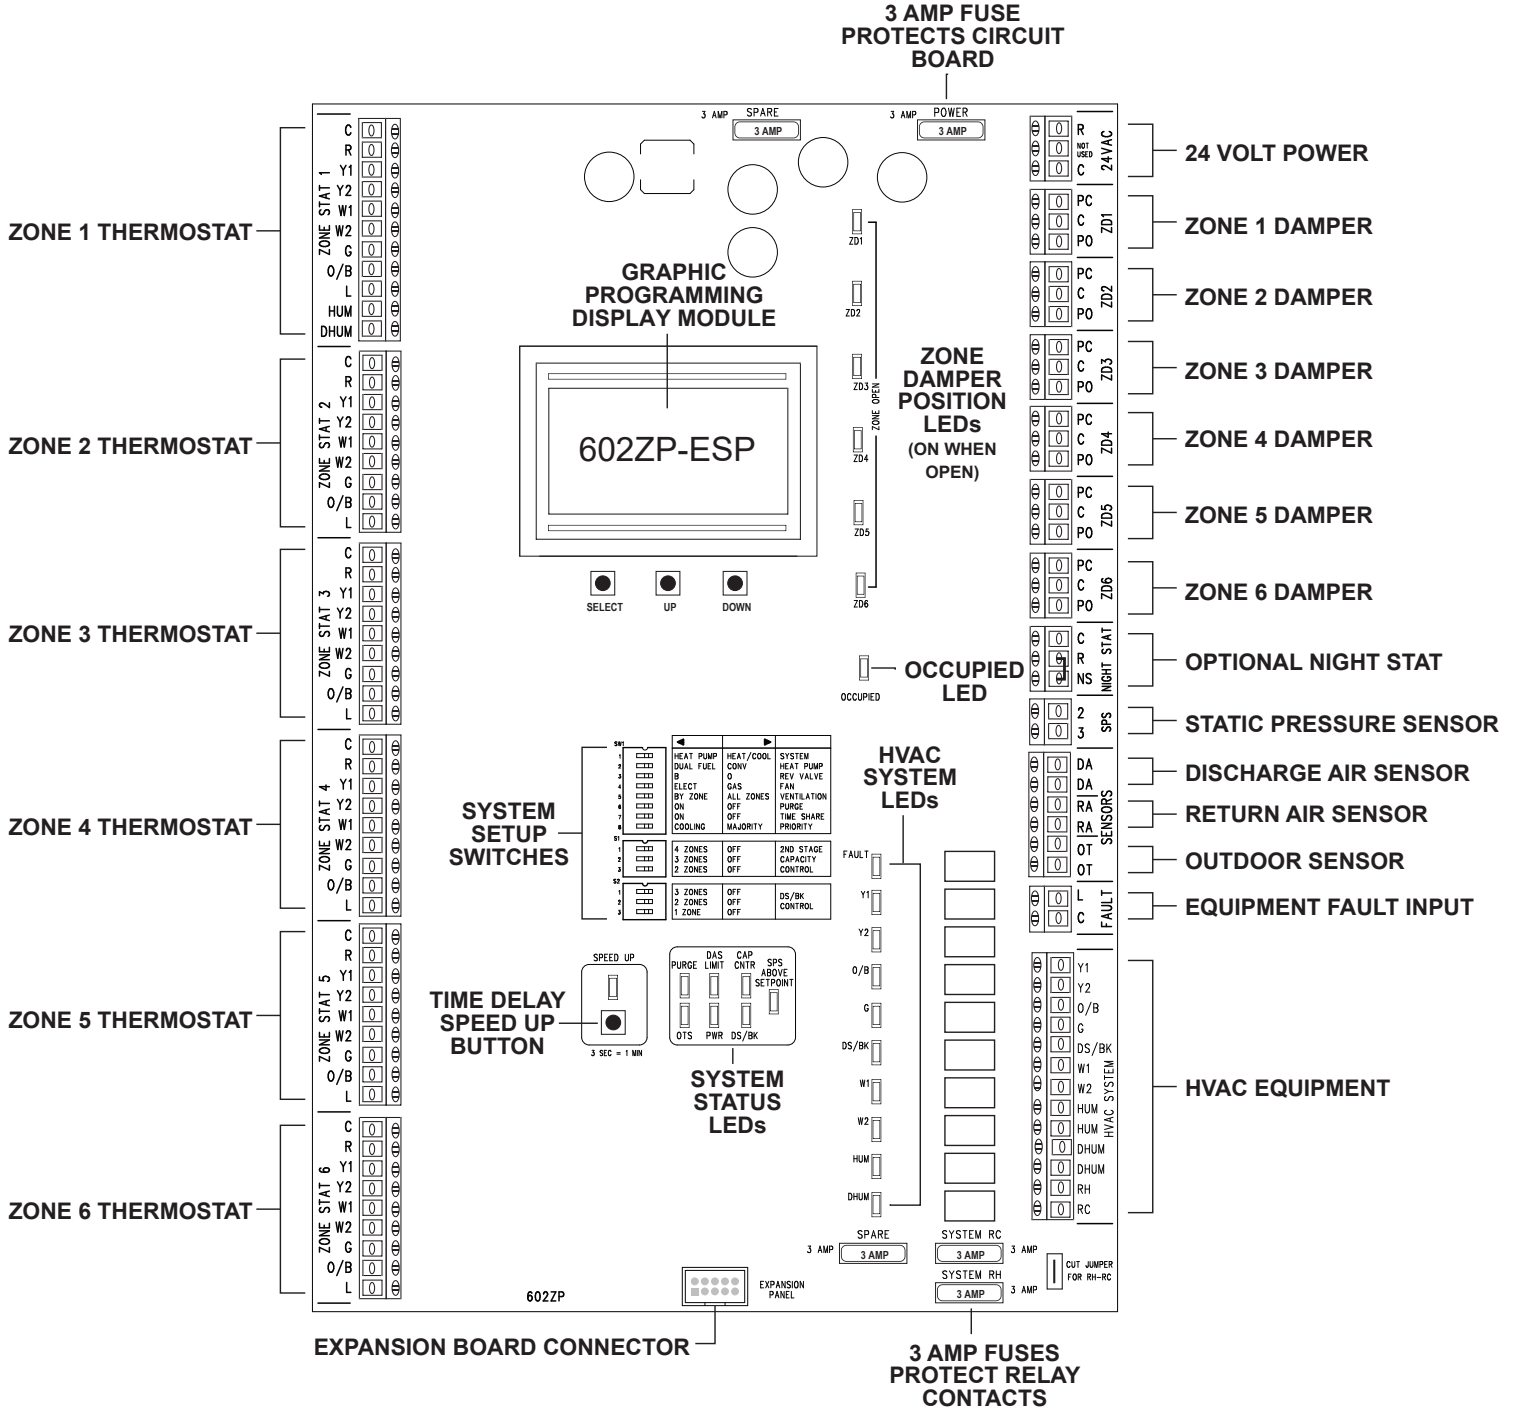 3 AMP FUSE
PROTECTS CIRCUIT
BOARD
3 AMP
SPARE
3 AMP
3 AMP
POWER
3 AMP
ZONE 1 THERMOSTAT
ZONE STAT 1
C
R
Y1
Y2
W1
W2
G
O/B
L
HUM
DHUM
ZONE 2 THERMOSTAT
ZONE STAT 2
C
R
Y1
Y2
W1
W2
G
O/B
L
ZONE 3 THERMOSTAT
ZONE STAT 3
C
R
Y1
Y2
W1
W2
G
O/B
L
ZONE 4 THERMOSTAT
ZONE STAT 4
C
R
Y1
Y2
W1
W2
G
O/B
L
ZONE 5 THERMOSTAT
ZONE STAT 5
C
R
Y1
Y2
W1
W2
G
O/B
L
ZONE 6 THERMOSTAT
ZONE STAT 6
C
R
Y1
Y2
W1
W2
G
O/B
L
GRAPHIC
PROGRAMMING
DISPLAY MODULE
602ZP-ESP
SELECT
UP
DOWN
ZD1
ZD2
ZD3
ZD4
ZD5
ZD6
ZONE OPEN
ZONE
DAMPER
POSITION
LEDs
(ON WHEN
OPEN)
OCCUPIED
OCCUPIED
LED
SYSTEM
SETUP
SWITCHES
SW1
◀ ▶
1 HEAT PUMP HEAT/COOL SYSTEM
2 DUAL FUEL CONV HEAT PUMP
3 B O REV VALVE
4 ELECT GAS FAN
5 BY ZONE ALL ZONES VENTILATION
6 ON OFF PURGE
7 ON OFF TIME SHARE
8 COOLING MAJORITY PRIORITY
S1
1 4 ZONES OFF 2ND STAGE
2 3 ZONES OFF CAPACITY
3 2 ZONES OFF CONTROL
S2
1 3 ZONES OFF
2 2 ZONES OFF
3 1 ZONE OFF
DS/BK
CONTROL
TIME DELAY
SPEED UP
BUTTON
SPEED UP
3 SEC = 1 MIN
PURGE
DAS
LIMIT
CAP
CNTR
SPS
ABOVE
SETPOINT
OTS
PWR
DS/BK
SYSTEM
STATUS
LEDs
HVAC
SYSTEM
LEDs
FAULT
Y1
Y2
O/B
G
DS/BK
W1
W2
HUM
DHUM
R
NOT
USED
C
24VAC
24 VOLT POWER
PC
C
PO
ZD1
ZONE 1 DAMPER
PC
C
PO
ZD2
ZONE 2 DAMPER
PC
C
PO
ZD3
ZONE 3 DAMPER
PC
C
PO
ZD4
ZONE 4 DAMPER
PC
C
PO
ZD5
ZONE 5 DAMPER
PC
C
PO
ZD6
ZONE 6 DAMPER
C
R
NS
NIGHT STAT
OPTIONAL NIGHT STAT
2
3
SPS
STATIC PRESSURE SENSOR
DA
DA
RA
RA
OT
OT
SENSORS
DISCHARGE AIR SENSOR
RETURN AIR SENSOR
OUTDOOR SENSOR
L
C
FAULT
EQUIPMENT FAULT INPUT
Y1
Y2
O/B
G
DS/BK
W1
W2
HUM
HUM
DHUM
DHUM
RH
RC
HVAC SYSTEM
HVAC EQUIPMENT
SPARE
3 AMP
3 AMP
SYSTEM RC
3 AMP
3 AMP
SYSTEM RH
3 AMP
3 AMP
CUT JUMPER
FOR RH-RC
602ZP
EXPANSION
PANEL
EXPANSION BOARD CONNECTOR
3 AMP FUSES
PROTECT RELAY
CONTACTS